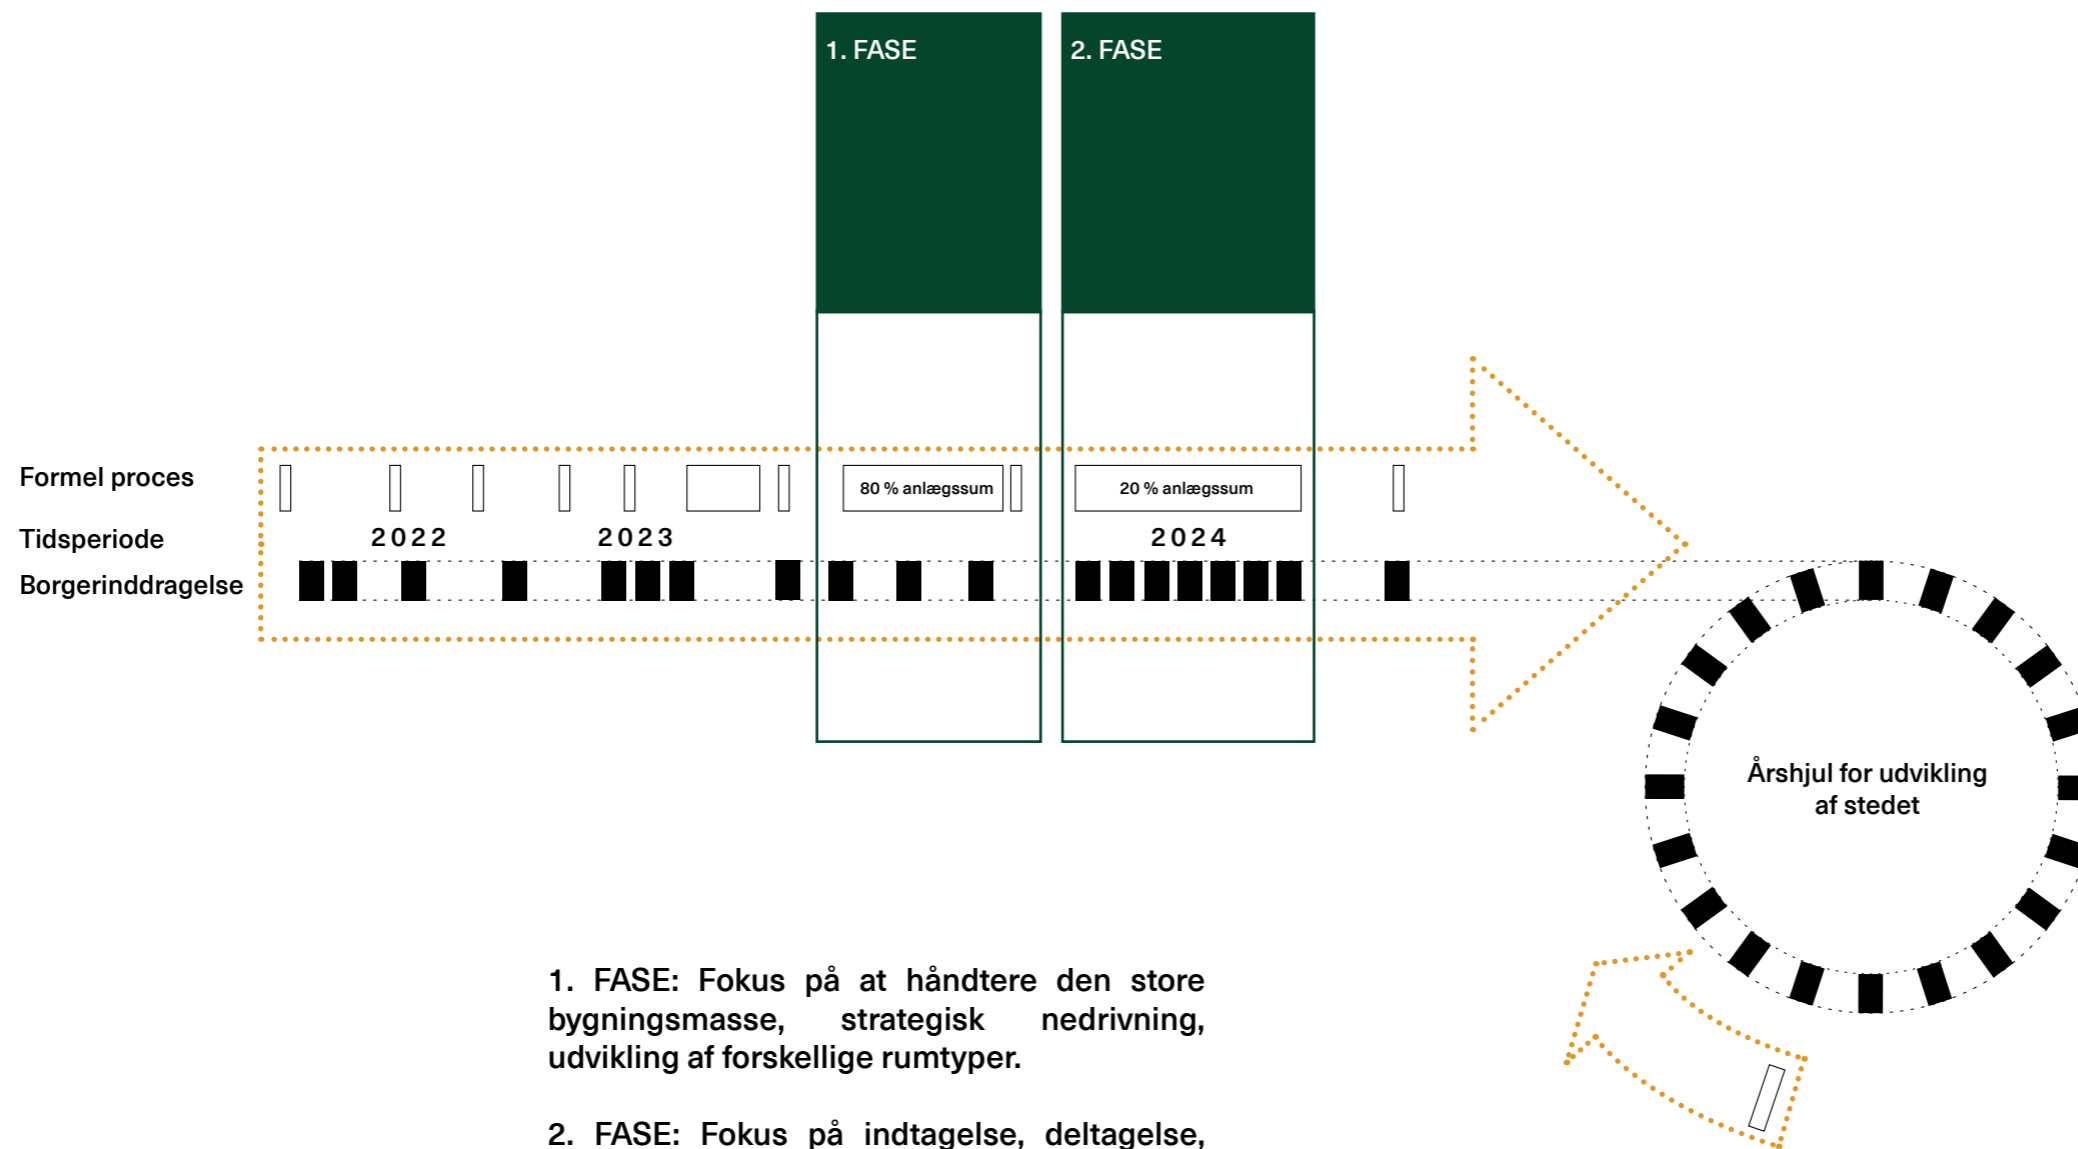 1. FASE
2. FASE
Formel proces
80 % anlægssum
20 % anlægssum
Tidsperiode
2022
2023
2024
Borgerinddragelse
Årshjul for udvikling
af stedet
1. FASE: Fokus på at håndtere den store
bygningsmasse, strategisk nedrivning,
udvikling af forskellige rumtyper.
2. FASE: Fokus på indtagelse, deltagelse,